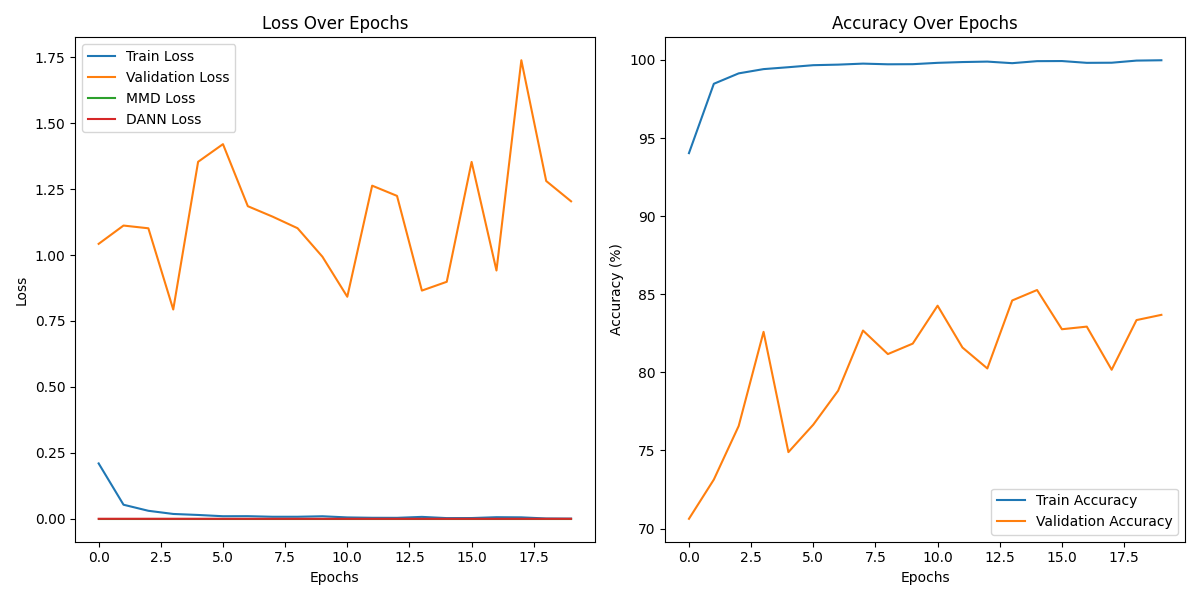 Loss Over Epochs
Train Loss
Validation Loss
MMD Loss
DANN Loss
1.75
1.50
1.25
1.00
0.75
0.50
0.25
0.00
Loss
0.0 2.5 5.0 7.5 10.0 12.5 15.0 17.5
Epochs
Accuracy Over Epochs
100
95
90
85
80
75
70
Accuracy (%)
Train Accuracy
Validation Accuracy
0.0 2.5 5.0 7.5 10.0 12.5 15.0 17.5
Epochs